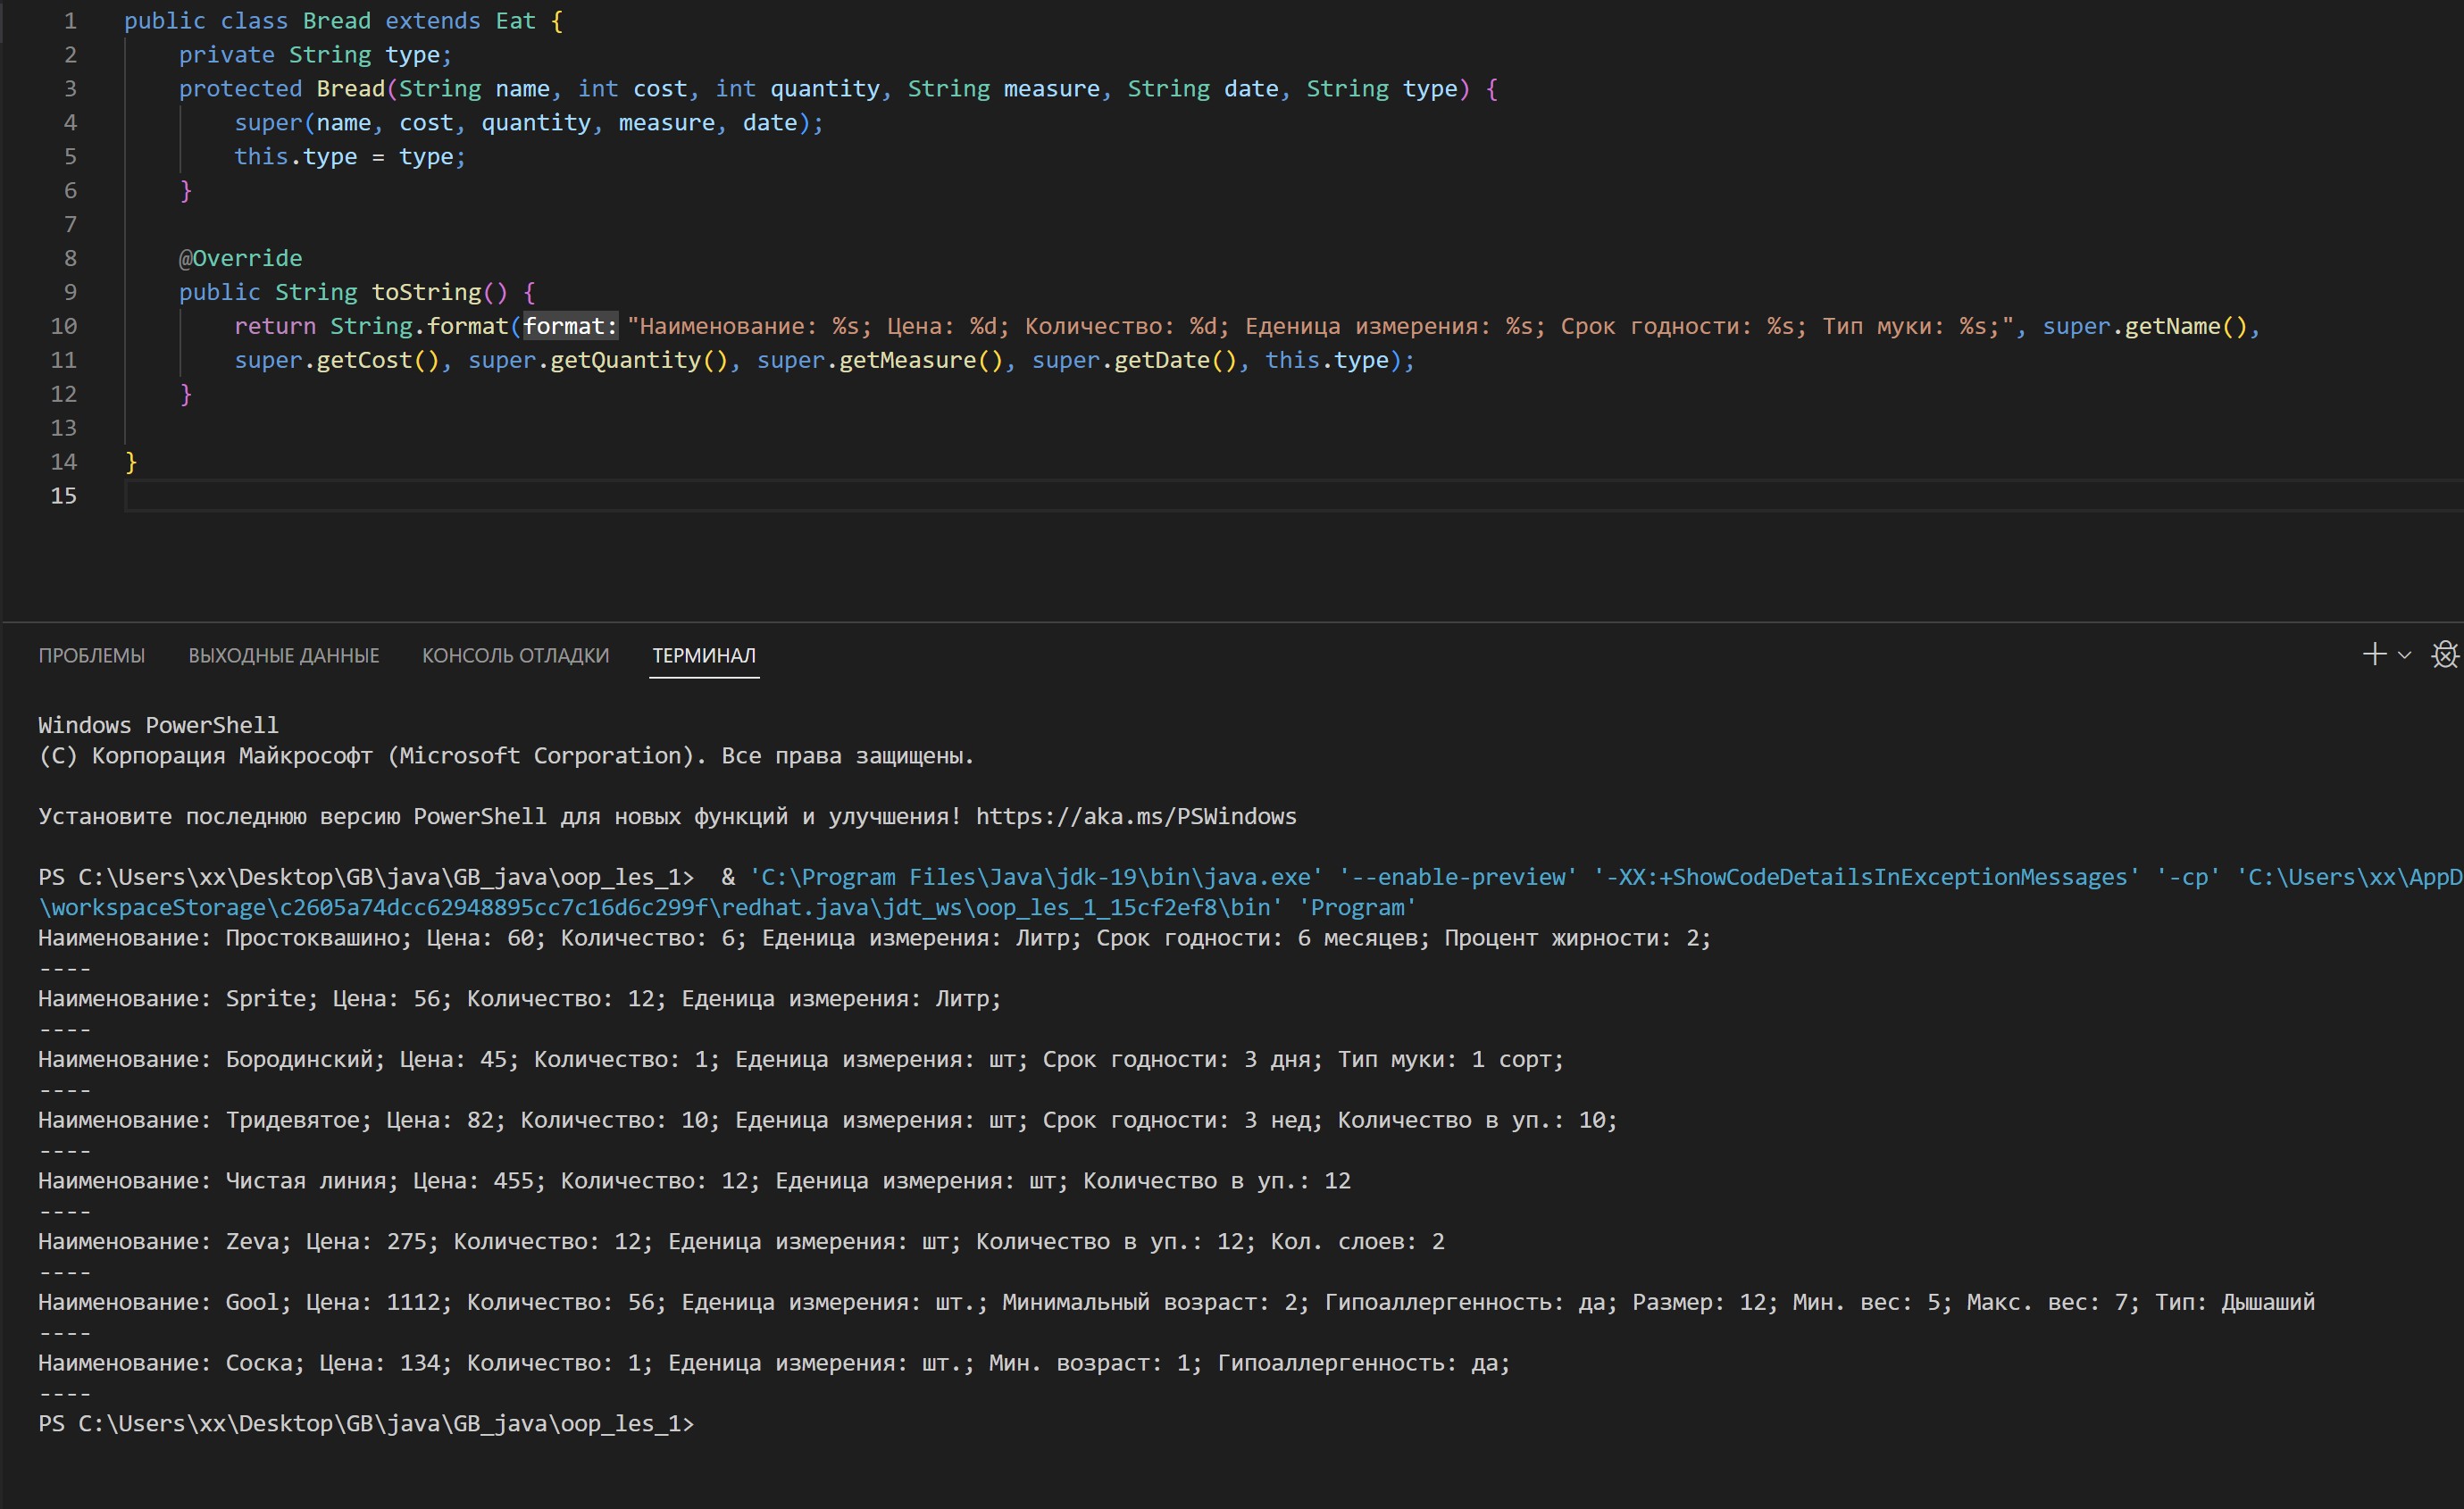 1 public class Bread extends Eat {
2 private String type;
3 protected Bread(String name, int cost, int quantity, String measure, String date, String type) {
4 super(name, cost, quantity, measure, date);
5 this.type = type;
6 }
7
8 @Override
9 public String toString() {
10 return String.format(format: "Наименование: %s; Цена: %d; Количество: %d; Еденица измерения: %s; Срок годности: %s; Тип муки: %s;", super.getName(),
11 super.getCost(), super.getQuantity(), super.getMeasure(), super.getDate(), this.type);
12 }
13
14 }
15
ПРОБЛЕМЫ ВЫХОДНЫЕ ДАННЫЕ КОНСОЛЬ ОТЛАДКИ ТЕРМИНАЛ
Windows PowerShell
(C) Корпорация Майкрософт (Microsoft Corporation). Все права защищены.
Установите последнюю версию PowerShell для новых функций и улучшения! https://aka.ms/PSWindows
PS C:\Users\xx\Desktop\GB\java\GB_java\oop_les_1>  & 'C:\Program Files\Java\jdk-19\bin\java.exe' '--enable-preview' '-XX:+ShowCodeDetailsInExceptionMessages' '-cp' 'C:\Users\xx\AppD
\workspaceStorage\c2605a74dcc62948895cc7c16d6c299f\redhat.java\jdt_ws\oop_les_1_15cf2ef8\bin' 'Program'
Наименование: Простоквашино; Цена: 60; Количество: 6; Еденица измерения: Литр; Срок годности: 6 месяцев; Процент жирности: 2;
----
Наименование: Sprite; Цена: 56; Количество: 12; Еденица измерения: Литр;
----
Наименование: Бородинский; Цена: 45; Количество: 1; Еденица измерения: шт; Срок годности: 3 дня; Тип муки: 1 сорт;
----
Наименование: Тридевятое; Цена: 82; Количество: 10; Еденица измерения: шт; Срок годности: 3 нед; Количество в уп.: 10;
----
Наименование: Чистая линия; Цена: 455; Количество: 12; Еденица измерения: шт; Количество в уп.: 12
----
Наименование: Zeva; Цена: 275; Количество: 12; Еденица измерения: шт; Количество в уп.: 12; Кол. слоев: 2
----
Наименование: Gool; Цена: 1112; Количество: 56; Еденица измерения: шт.; Минимальный возраст: 2; Гипоаллергенность: да; Размер: 12; Мин. вес: 5; Макс. вес: 7; Тип: Дышаший
----
Наименование: Соска; Цена: 134; Количество: 1; Еденица измерения: шт.; Мин. возраст: 1; Гипоаллергенность: да;
----
PS C:\Users\xx\Desktop\GB\java\GB_java\oop_les_1>